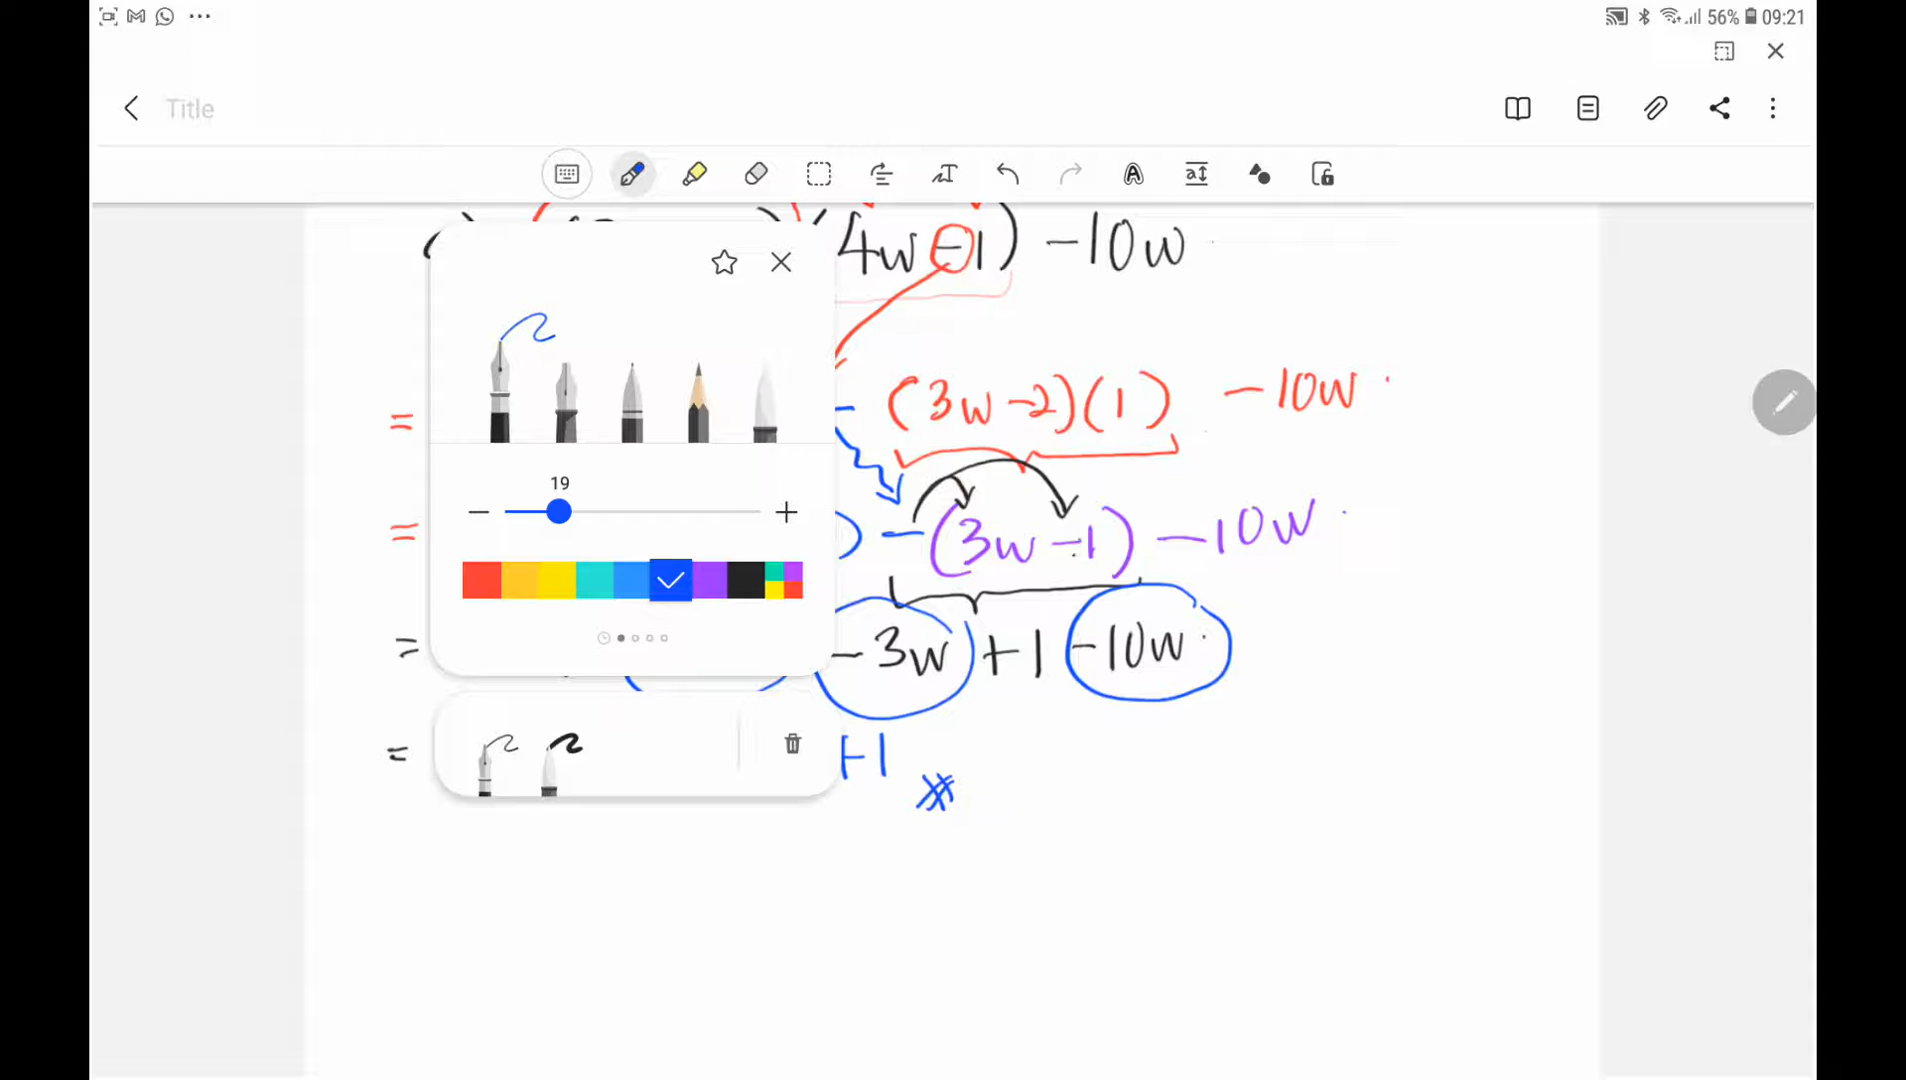 56% 09:21
Title
4w-1) -10w
= - (3w-2)(1) -10w
19
= ) -(3w-1) -10w
= -3w +1 -10w
= +1